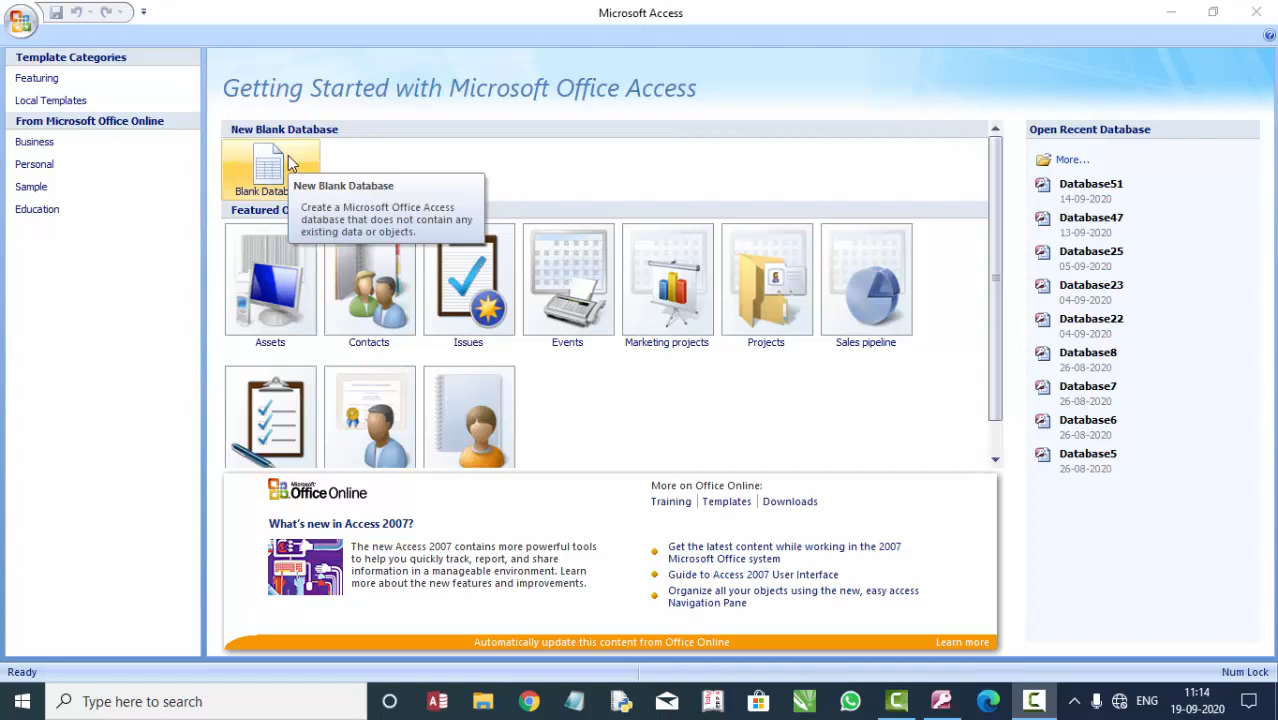 Microsoft Access
Template Categories
Featuring
Local Templates
From Microsoft Office Online
Business
Personal
Sample
Education
Getting Started with Microsoft Office Access
New Blank Database
Blank Datab
New Blank Database
Create a Microsoft Office Access
database that does not contain any
existing data or objects.
Featured O
Assets
Contacts
Issues
Events
Marketing projects
Projects
Sales pipeline
Microsoft
Office Online
What's new in Access 2007?
The new Access 2007 contains more powerful tools
to help you quickly track, report, and share
information in a manageable environment. Learn
more about the new features and improvements.
More on Office Online:
Training | Templates | Downloads
Get the latest content while working in the 2007
Microsoft Office system
Guide to Access 2007 User Interface
Organize all your objects using the new, easy access
Navigation Pane
Automatically update this content from Office Online
Learn more
Open Recent Database
More...
Database51
14-09-2020
Database47
13-09-2020
Database25
05-09-2020
Database23
04-09-2020
Database22
04-09-2020
Database8
26-08-2020
Database7
26-08-2020
Database6
26-08-2020
Database5
26-08-2020
Ready
Num Lock
Type here to search
ENG
11:14
19-09-2020